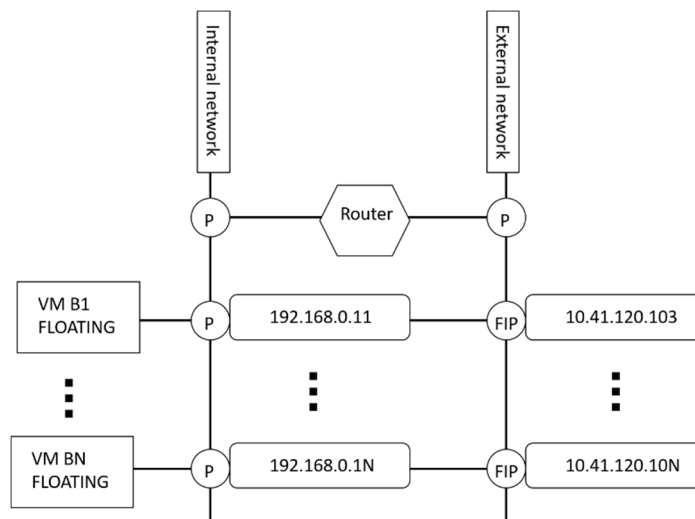 Internal network
External network
P
Router
P
VM B1
FLOATING
P
192.168.0.11
FIP
10.41.120.103
VM BN
FLOATING
P
192.168.0.1N
FIP
10.41.120.10N